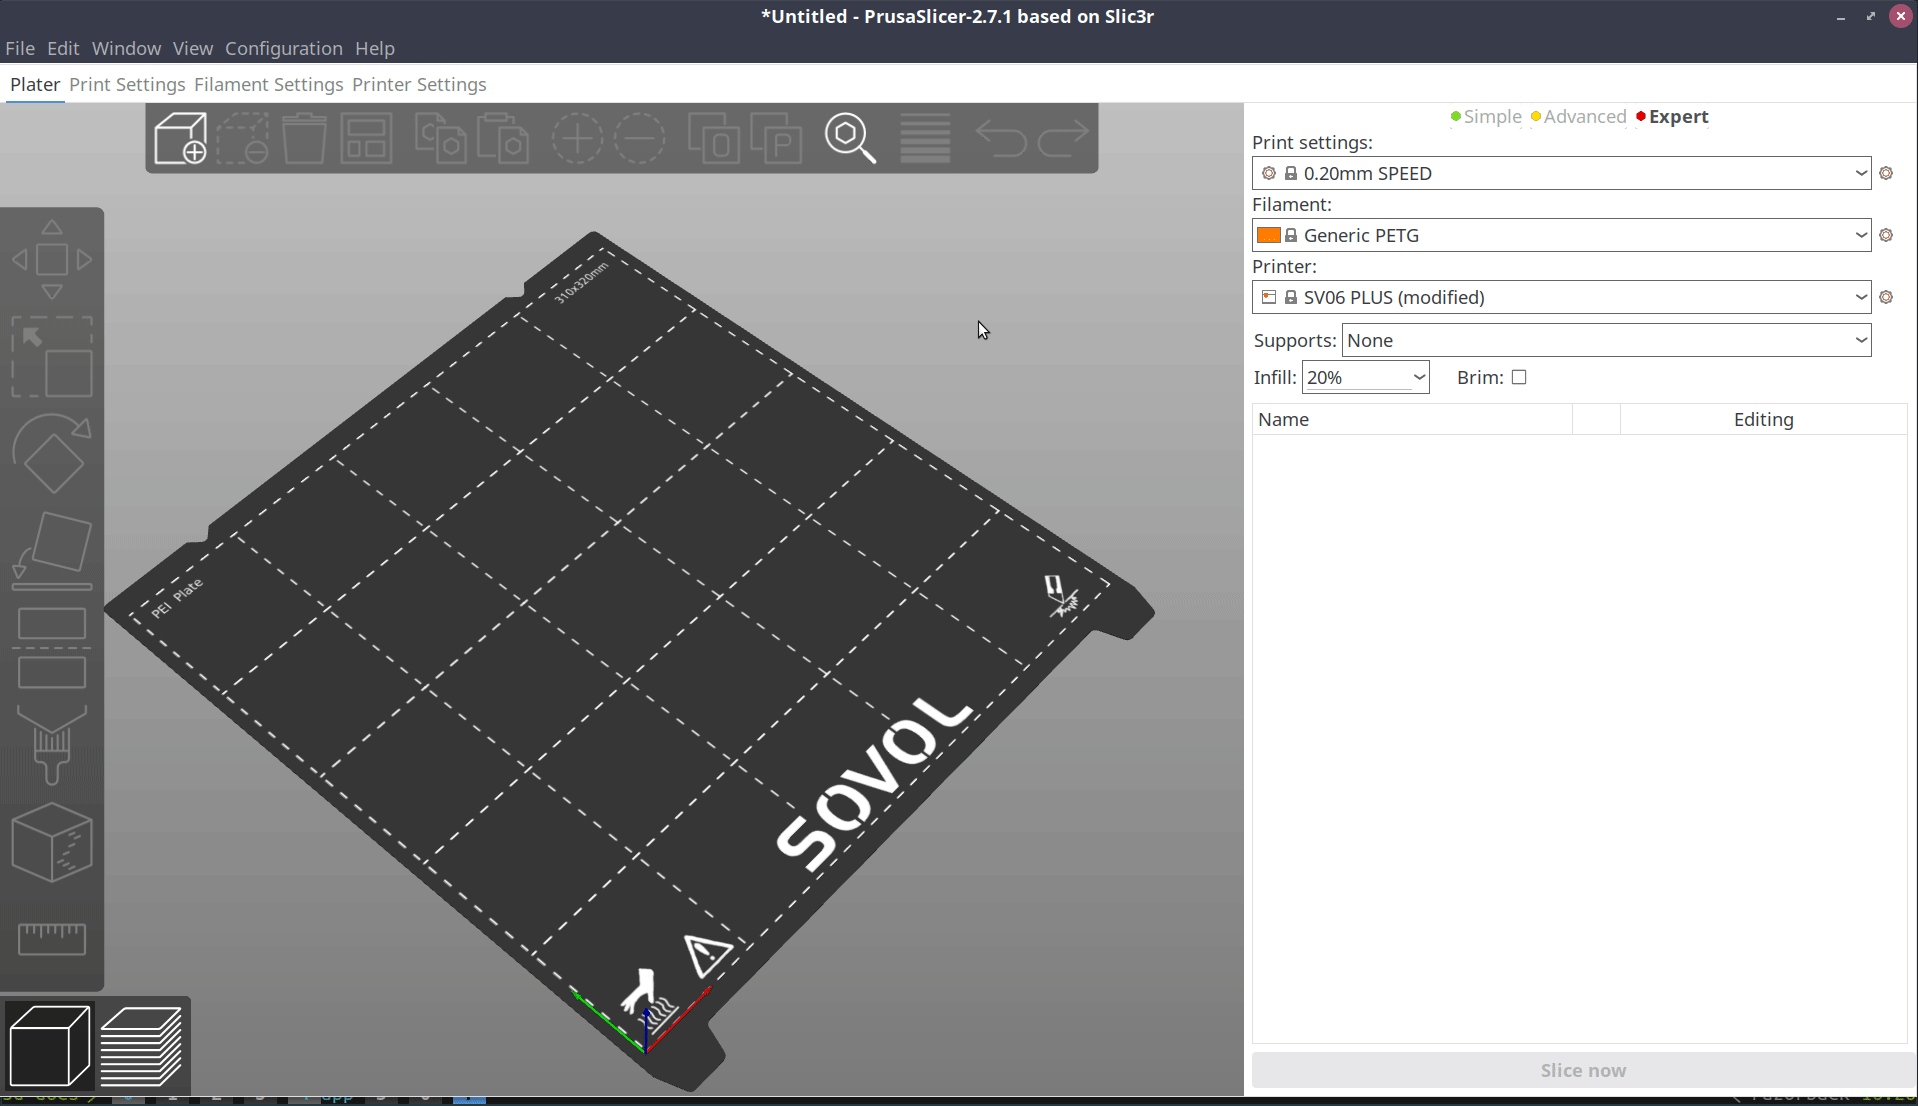 *Untitled - PrusaSlicer-2.7.1 based on Slic3r
File Edit Window View Configuration Help
Plater Print Settings Filament Settings Printer Settings
Simple Advanced Expert
Print settings:
0.20mm SPEED
Filament:
Generic PETG
Printer:
SV06 PLUS (modified)
Supports: None
Infill: 20% Brim:
Name Editing
310x320mm
PEI Plate
SOVOL
Slice now